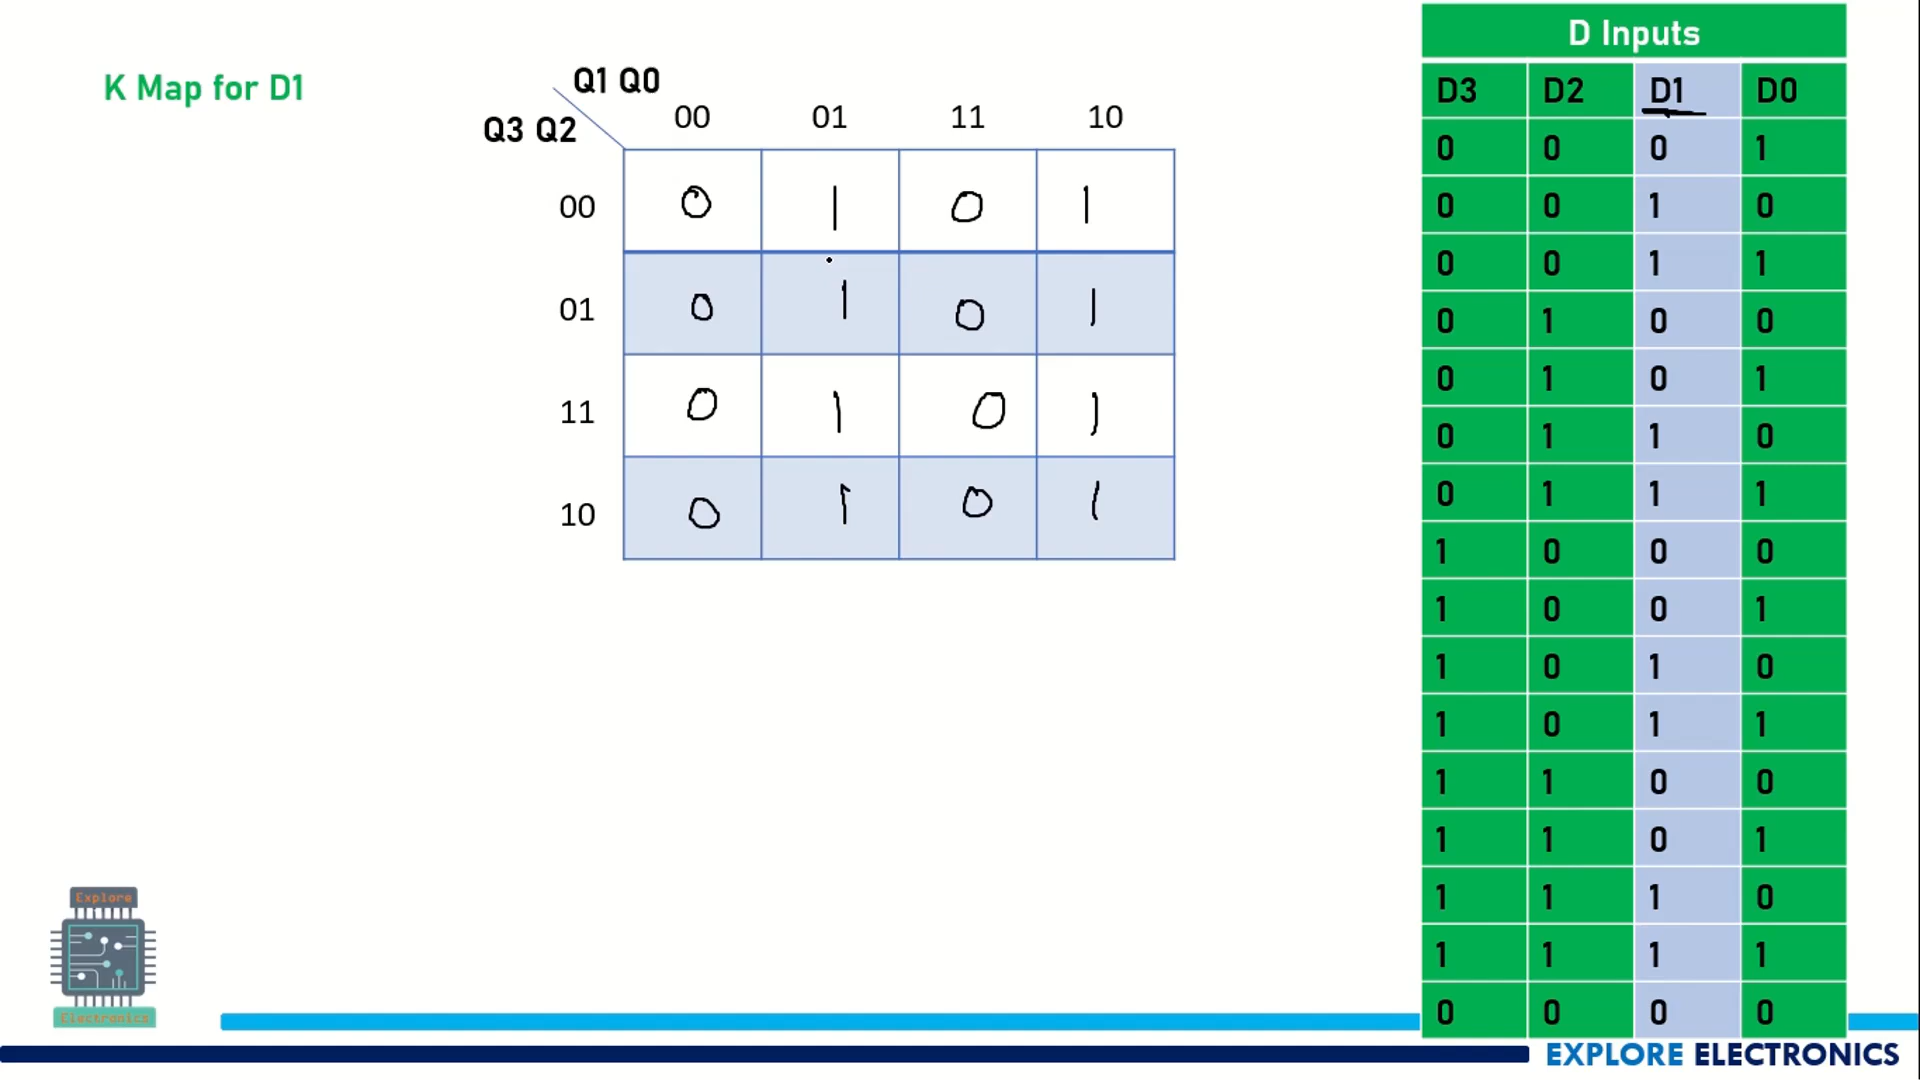 K Map for D1
Q1 Q0
Q3 Q2
00 01 11 10
00 0 1 0 1
01 0 1 0 1
11 0 1 0 1
10 0 1 0 1
D Inputs
D3 D2 D1 D0
0 0 0 1
0 0 1 0
0 0 1 1
0 1 0 0
0 1 0 1
0 1 1 0
0 1 1 1
1 0 0 0
1 0 0 1
1 0 1 0
1 0 1 1
1 1 0 0
1 1 0 1
1 1 1 0
1 1 1 1
0 0 0 0
Explore
Electronics
EXPLORE ELECTRONICS